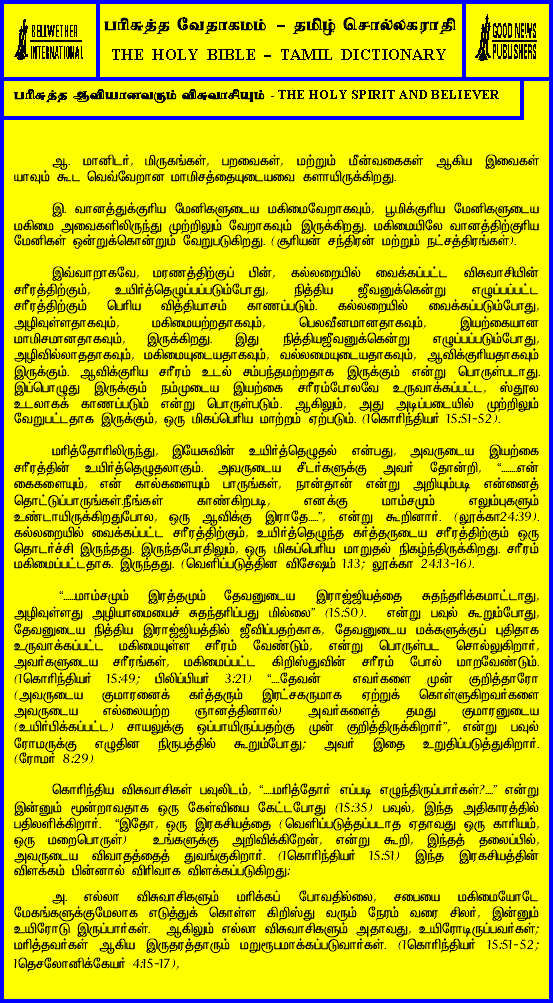 BELLWETHER
INTERNATIONAL
பரிசுத்த வேதாகமம் – தமிழ் சொல்லகராதி
THE HOLY BIBLE – TAMIL DICTIONARY
GOOD NEWS
PUBLISHERS
பரிசுத்த ஆவியானவரும் விசுவாசியும் - THE HOLY SPIRIT AND BELIEVER
ஆ. மானிடர், மிருகங்கள், பறவைகள், மற்றும் மீன்வகைகள் ஆகிய இவைகள்
யாவும் கூட வெவ்வேறான மாமிசத்தையுடையவை களாயிருக்கிறது.
இ. வானத்துக்குரிய மேனிகளுடைய மகிமைவேறாகவும், பூமிக்குரிய மேனிகளுடைய
மகிமை அவைகளிலிருந்து முற்றிலும் வேறாகவும் இருக்கிறது. மகிமையிலே வானத்திற்குரிய
மேனிகள் ஒன்றுக்கொன்றும் வேறுபடுகிறது. (சூரியன் சந்திரன் மற்றும் நட்சத்திரங்கள்).
இவ்வாறாகவே, மரணத்திற்குப் பின், கல்லறையில் வைக்கப்பட்ட விசுவாசியின்
சரீரத்திற்கும், உயிர்த்தெழுப்பப்படும்போது, நித்திய ஜீவனுக்கென்று எழுப்பப்பட்ட
சரீரத்திற்கும் பெரிய வித்தியாசம் காணப்படும். கல்லறையில் வைக்கப்படும்போது,
அழிவுள்ளதாகவும், மகிமையற்றதாகவும், பெலவீனமானதாகவும், இயற்கையான
மாமிசமானதாகவும், இருக்கிறது. இது நித்தியஜீவனுக்கென்று எழுப்பப்படும்போது,
அழிவில்லாததாகவும், மகிமையுடையதாகவும், வல்லமையுடையதாகவும், ஆவிக்குரியதாகவும்
இருக்கும். ஆவிக்குரிய சரீரம் உடல் சம்பந்தமற்றதாக இருக்கும் என்று பொருள்படாது.
இப்பொழுது இருக்கும் நம்முடைய இயற்கை சரீரம்போலவே உருவாக்கப்பட்ட, ஸ்தூல
உடலாகக் காணப்படும் என்று பொருள்படும். ஆகிலும், அது அடிப்படையில் முற்றிலும்
வேறுபட்டதாக இருக்கும், ஒரு மிகப்பெரிய மாற்றம் ஏற்படும். (1கொரிந்தியர் 15:51-52).
மரித்தோரிலிருந்து, இயேசுவின் உயிர்த்தெழுதல் என்பது, அவருடைய இயற்கை
சரீரத்தின் உயிர்த்தெழுதலாகும். அவருடைய சீடர்களுக்கு அவர் தோன்றி, “........என்
கைகளையும், என் கால்களையும் பாருங்கள், நான்தான் என்று அறியும்படி என்னைத்
தொட்டுப்பாருங்கள்.நீங்கள் காண்கிறபடி, எனக்கு மாம்சமும் எலும்புகளும்
உண்டாயிருக்கிறதுபோல, ஒரு ஆவிக்கு இராதே.....”, என்று கூறினார். (லூக்கா24:39).
கல்லறையில் வைக்கப்பட்ட சரீரத்திற்கும், உயிர்த்தெழுந்த கர்த்தருடைய சரீரத்திற்கும் ஒரு
தொடர்ச்சி இருந்தது. இருந்தபோதிலும், ஒரு மிகப்பெரிய மாறுதல் நிகழ்ந்திருக்கிறது. சரீரம்
மகிமைப்பட்டதாக. இருந்தது. (வெளிப்படுத்தின விசேஷம் 1:13; லூக்கா 24:13-16).
“.....மாம்சமும் இரத்தமும் தேவனுடைய இராஜ்ஜியத்தை சுதந்தரிக்கமாட்டாது,
அழிவுள்ளது அழியாமையைச் சுதந்தரிப்பது மில்லை” (15:50). என்று பவுல் கூறும்போது,
தேவனுடைய நித்திய இராஜ்ஜியத்தில் ஜீவிப்பதற்காக, தேவனுடைய மக்களுக்குப் புதிதாக
உருவாக்கப்பட்ட மகிமையுள்ள சரீரம் வேண்டும், என்று பொருள்பட சொல்லுகிறார்,
அவர்களுடைய சரீரங்கள், மகிமைப்பட்ட கிறிஸ்துவின் சரீரம் போல் மாறவேண்டும்.
(1கொரிந்தியர் 15:49; பிலிப்பியர் 3:21) “....தேவன் எவர்களை முன் குறித்தாரோ
(அவருடைய குமாரனைக் கர்த்தரும் இரட்சகருமாக ஏற்றுக் கொள்ளுகிறவர்களை
அவருடைய எல்லையற்ற ஞானத்தினால்) அவர்களைத் தமது குமாரனுடைய
(உயிர்பிக்கப்பட்ட) சாயலுக்கு ஒப்பாயிருப்பதற்கு முன் குறித்திருக்கிறார்”, என்று பவுல்
ரோமருக்கு எழுதின நிருபத்தில் கூறும்போது; அவர் இதை உறுதிப்படுத்துகிறார்.
(ரோமர் 8:29)
கொரிந்திய விசுவாசிகள் பவுலிடம், “.....மரித்தோர் எப்படி எழுந்திருப்பார்கள்?....” என்று
இன்னும் மூன்றாவதாக ஒரு கேள்வியை கேட்டபோது (15:35) பவுல், இந்த அதிகாரத்தில்
பதிலளிக்கிறார். “இதோ, ஒரு இரகசியத்தை (வெளிப்படுத்தப்படாத ஏதாவது ஒரு காரியம்,
ஒரு மறைபொருள்) உங்களுக்கு அறிவிக்கிறேன், என்று கூறி, இந்தத் தலைப்பில்,
அவருடைய விவாதத்தைத் துவங்குகிறார். (1கொரிந்தியர் 15:51) இந்த இரகசியத்தின்
விளக்கம் பின்னால் விரிவாக விளக்கப்படுகிறது:
அ. எல்லா விசுவாசிகளும் மரிக்கப் போவதில்லை, சபையை மகிமையோடே
மேகங்களுக்குமேலாக எடுத்துக் கொள்ள கிறிஸ்து வரும் நேரம் வரை சிலர், இன்னும்
உயிரோடு இருப்பார்கள். ஆகிலும் எல்லா விசுவாசிகளும் அதாவது, உயிரோடிருப்பவர்கள்;
மரித்தவர்கள் ஆகிய இருதரத்தாரும் மறுரூபமாக்கப்படுவார்கள். (1கொரிந்தியர் 15:51-52;
1தெசலோனிக்கேயர் 4:15-17),